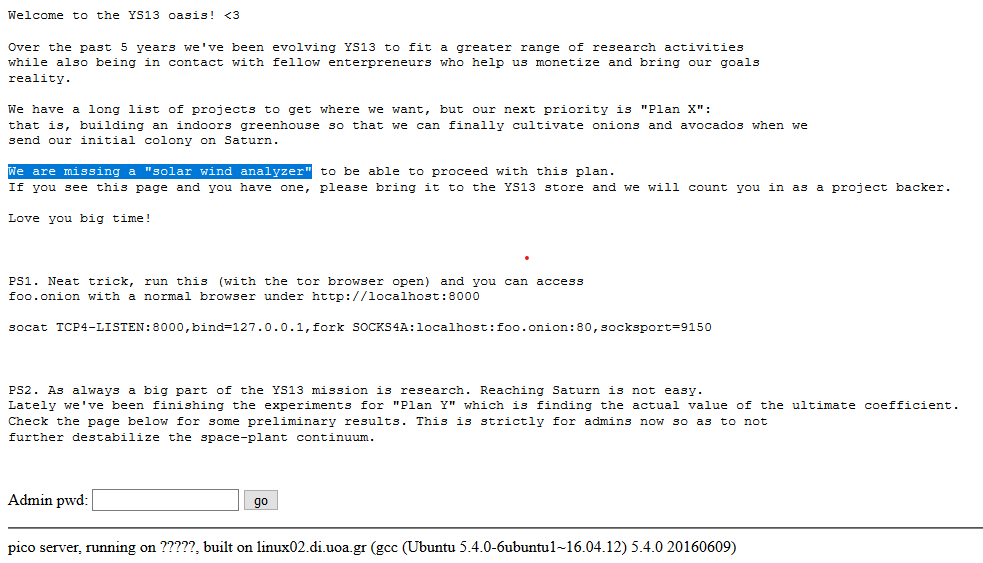 Welcome to the YS13 oasis! <3
Over the past 5 years we've been evolving YS13 to fit a greater range of research activities
while also being in contact with fellow enterpreneurs who help us monetize and bring our goals
reality.
We have a long list of projects to get where we want, but our next priority is "Plan X":
that is, building an indoors greenhouse so that we can finally cultivate onions and avocados when we
send our initial colony on Saturn.
We are missing a "solar wind analyzer" to be able to proceed with this plan.
If you see this page and you have one, please bring it to the YS13 store and we will count you in as a project backer.
Love you big time!
PS1. Neat trick, run this (with the tor browser open) and you can access
foo.onion with a normal browser under http://localhost:8000
socat TCP4-LISTEN:8000,bind=127.0.0.1,fork SOCKS4A:localhost:foo.onion:80,socksport=9150
PS2. As always a big part of the YS13 mission is research. Reaching Saturn is not easy.
Lately we've been finishing the experiments for "Plan Y" which is finding the actual value of the ultimate coefficient.
Check the page below for some preliminary results. This is strictly for admins now so as to not
further destabilize the space-plant continuum.
Admin pwd: go
pico server, running on ?????, built on linux02.di.uoa.gr (gcc (Ubuntu 5.4.0-6ubuntu1~16.04.12) 5.4.0 20160609)